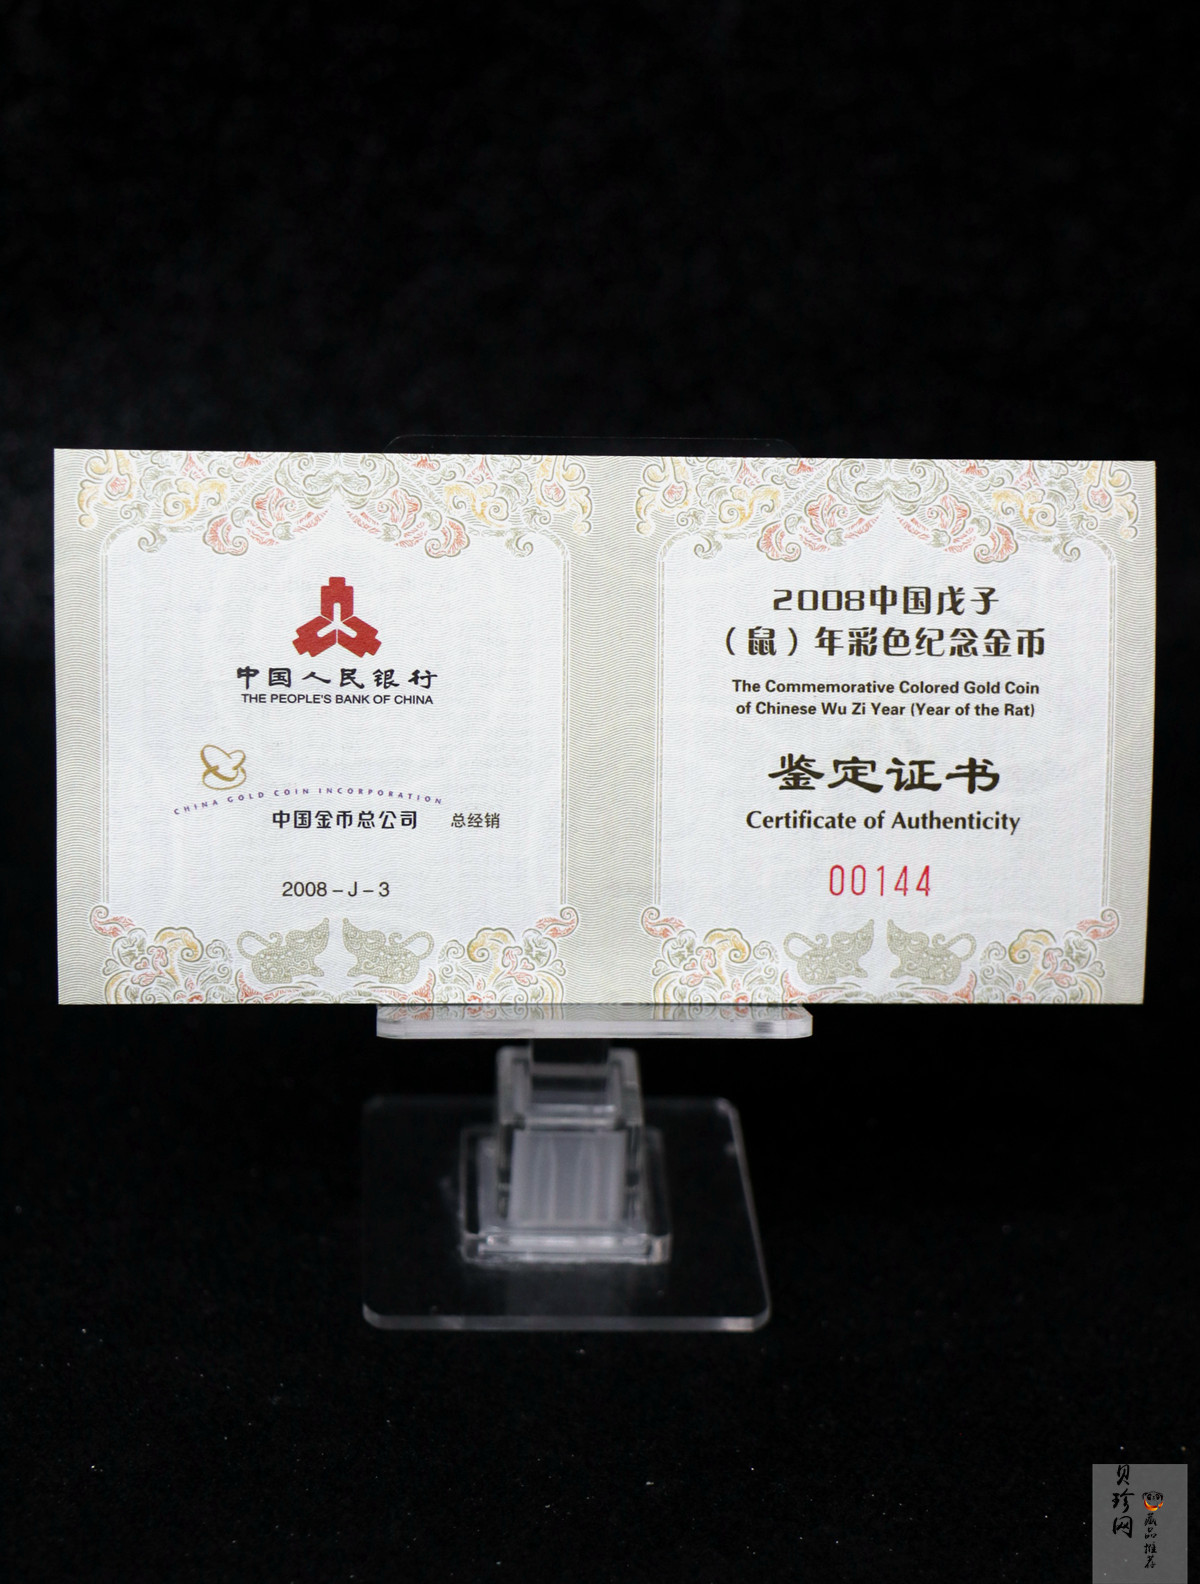 中国人民银行
THE PEOPLE'S BANK OF CHINA
CHINA GOLD COIN INCORPORATION
中国金币总公司 总经销
2008－J－3
2008中国戊子
（鼠）年彩色纪念金币
The Commemorative Colored Gold Coin
of Chinese Wu Zi Year (Year of the Rat)
鉴定证书
Certificate of Authenticity
00144
贝珍网
藏品推荐